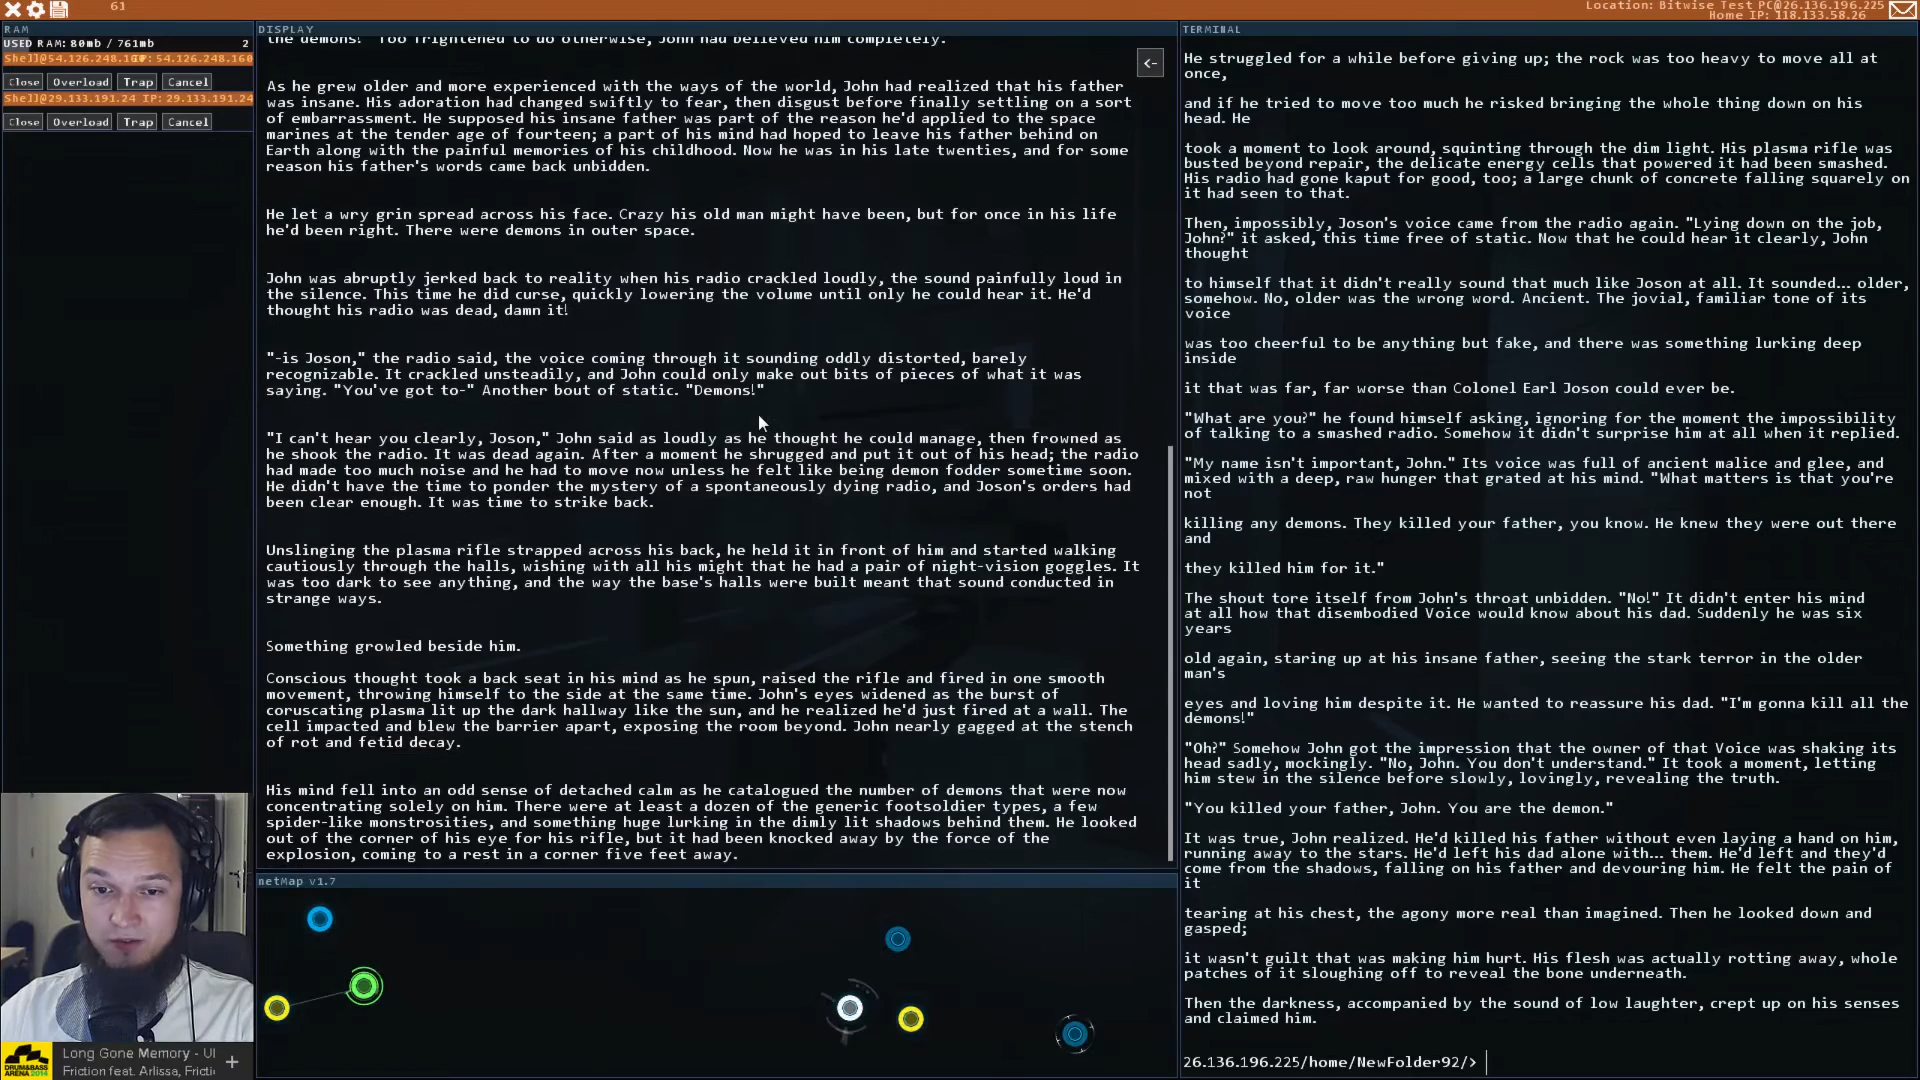 61
Location: Bitwise Test PC@26.136.196.225
Home IP: 118.133.58.26
RAM
USED RAM: 80mb / 761mb 2
Shell@54.126.248.160 IP: 54.126.248.160
Close Overload Trap Cancel
Shell@29.133.191.24 IP: 29.133.191.24
Close Overload Trap Cancel
DISPLAY
<-
the demons!" Too frightened to do otherwise, John had believed him completely.
As he grew older and more experienced with the ways of the world, John had realized that his father
was insane. His adoration had changed swiftly to fear, then disgust before finally settling on a sort
of embarrassment. He supposed his insane father was part of the reason he'd applied to the space
marines at the tender age of fourteen; a part of his mind had hoped to leave his father behind on
Earth along with the painful memories of his childhood. Now he was in his late twenties, and for some
reason his father's words came back unbidden.
He let a wry grin spread across his face. Crazy his old man might have been, but for once in his life
he'd been right. There were demons in outer space.
John was abruptly jerked back to reality when his radio crackled loudly, the sound painfully loud in
the silence. This time he did curse, quickly lowering the volume until only he could hear it. He'd
thought his radio was dead, damn it!
"-is Joson," the radio said, the voice coming through it sounding oddly distorted, barely
recognizable. It crackled unsteadily, and John could only make out bits of pieces of what it was
saying. "You've got to-" Another bout of static. "Demons!"
"I can't hear you clearly, Joson," John said as loudly as he thought he could manage, then frowned as
he shook the radio. It was dead again. After a moment he shrugged and put it out of his head; the radio
had made too much noise and he had to move now unless he felt like being demon fodder sometime soon.
He didn't have the time to ponder the mystery of a spontaneously dying radio, and Joson's orders had
been clear enough. It was time to strike back.
Unslinging the plasma rifle strapped across his back, he held it in front of him and started walking
cautiously through the halls, wishing with all his might that he had a pair of night-vision goggles. It
was too dark to see anything, and the way the base's halls were built meant that sound conducted in
strange ways.
Something growled beside him.
Conscious thought took a back seat in his mind as he spun, raised the rifle and fired in one smooth
movement, throwing himself to the side at the same time. John's eyes widened as the burst of
coruscating plasma lit up the dark hallway like the sun, and he realized he'd just fired at a wall. The
cell impacted and blew the barrier apart, exposing the room beyond. John nearly gagged at the stench
of rot and fetid decay.
His mind fell into an odd sense of detached calm as he catalogued the number of demons that were now
concentrating solely on him. There were at least a dozen of the generic footsoldier types, a few
spider-like monstrosities, and something huge lurking in the dimly lit shadows behind them. He looked
out of the corner of his eye for his rifle, but it had been knocked away by the force of the
explosion, coming to a rest in a corner five feet away.
netMap v1.7
TERMINAL
He struggled for a while before giving up; the rock was too heavy to move all at
once,
and if he tried to move too much he risked bringing the whole thing down on his
head. He
took a moment to look around, squinting through the dim light. His plasma rifle was
busted beyond repair, the delicate energy cells that powered it had been smashed.
His radio had gone kaput for good, too; a large chunk of concrete falling squarely on
it had seen to that.
Then, impossibly, Joson's voice came from the radio again. "Lying down on the job,
John?" it asked, this time free of static. Now that he could hear it clearly, John
thought
to himself that it didn't really sound that much like Joson at all. It sounded... older,
somehow. No, older was the wrong word. Ancient. The jovial, familiar tone of its
voice
was too cheerful to be anything but fake, and there was something lurking deep
inside
it that was far, far worse than Colonel Earl Joson could ever be.
"What are you?" he found himself asking, ignoring for the moment the impossibility
of talking to a smashed radio. Somehow it didn't surprise him at all when it replied.
"My name isn't important, John." Its voice was full of ancient malice and glee, and
mixed with a deep, raw hunger that grated at his mind. "What matters is that you're
not
killing any demons. They killed your father, you know. He knew they were out there
and
they killed him for it."
The shout tore itself from John's throat unbidden. "No!" It didn't enter his mind
at all how that disembodied Voice would know about his dad. Suddenly he was six
years
old again, staring up at his insane father, seeing the stark terror in the older
man's
eyes and loving him despite it. He wanted to reassure his dad. "I'm gonna kill all the
demons!"
"Oh?" Somehow John got the impression that the owner of that Voice was shaking its
head sadly, mockingly. "No, John. You don't understand." It took a moment, letting
him stew in the silence before slowly, lovingly, revealing the truth.
"You killed your father, John. You are the demon."
It was true, John realized. He'd killed his father without even laying a hand on him,
running away to the stars. He'd left his dad alone with... them. He'd left and they'd
come from the shadows, falling on his father and devouring him. He felt the pain of
it
tearing at his chest, the agony more real than imagined. Then he looked down and
gasped;
it wasn't guilt that was making him hurt. His flesh was actually rotting away, whole
patches of it sloughing off to reveal the bone underneath.
Then the darkness, accompanied by the sound of low laughter, crept up on his senses
and claimed him.
26.136.196.225/home/NewFolder92/>
DRUM&BASS
ARENA 2014
Long Gone Memory - U
Friction feat. Arlissa, Fricti
+